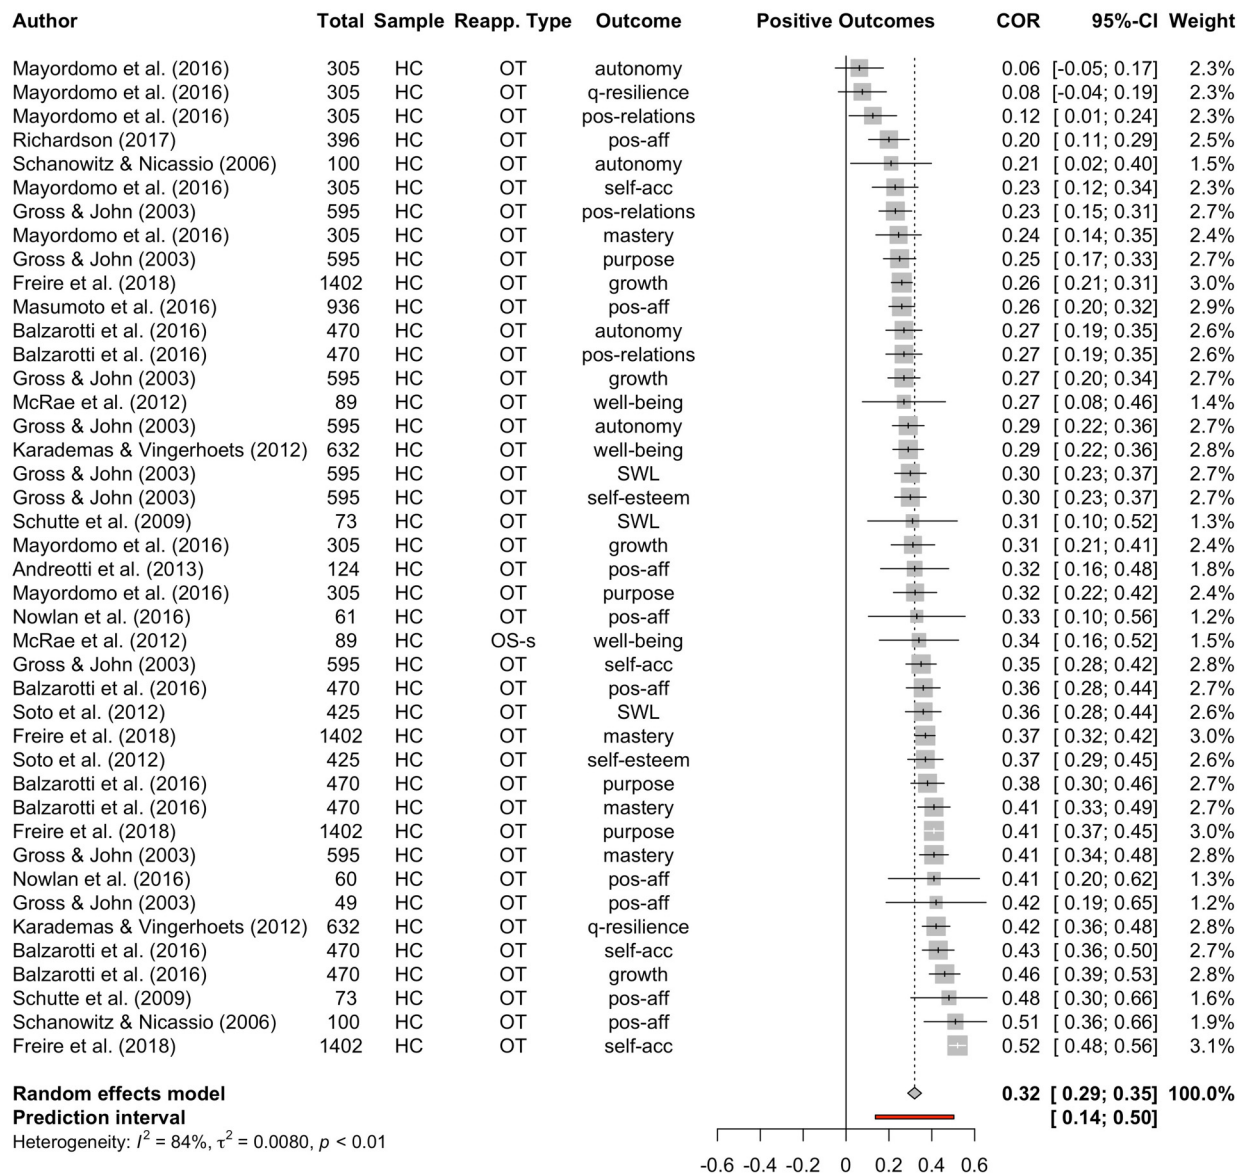 Author Total Sample Reapp. Type Outcome Positive Outcomes COR 95%-CI Weight
Mayordomo et al. (2016) 305 HC OT autonomy 0.06 [-0.05; 0.17] 2.3%
Mayordomo et al. (2016) 305 HC OT q-resilience 0.08 [-0.04; 0.19] 2.3%
Mayordomo et al. (2016) 305 HC OT pos-relations 0.12 [ 0.01; 0.24] 2.3%
Richardson (2017) 396 HC OT pos-aff 0.20 [ 0.11; 0.29] 2.5%
Schanowitz & Nicassio (2006) 100 HC OT autonomy 0.21 [ 0.02; 0.40] 1.5%
Mayordomo et al. (2016) 305 HC OT self-acc 0.23 [ 0.12; 0.34] 2.3%
Gross & John (2003) 595 HC OT pos-relations 0.23 [ 0.15; 0.31] 2.7%
Mayordomo et al. (2016) 305 HC OT mastery 0.24 [ 0.14; 0.35] 2.4%
Gross & John (2003) 595 HC OT purpose 0.25 [ 0.17; 0.33] 2.7%
Freire et al. (2018) 1402 HC OT growth 0.26 [ 0.21; 0.31] 3.0%
Masumoto et al. (2016) 936 HC OT pos-aff 0.26 [ 0.20; 0.32] 2.9%
Balzarotti et al. (2016) 470 HC OT autonomy 0.27 [ 0.19; 0.35] 2.6%
Balzarotti et al. (2016) 470 HC OT pos-relations 0.27 [ 0.19; 0.35] 2.6%
Gross & John (2003) 595 HC OT growth 0.27 [ 0.20; 0.34] 2.7%
McRae et al. (2012) 89 HC OT well-being 0.27 [ 0.08; 0.46] 1.4%
Gross & John (2003) 595 HC OT autonomy 0.29 [ 0.22; 0.36] 2.7%
Karademas & Vingerhoets (2012) 632 HC OT well-being 0.29 [ 0.22; 0.36] 2.8%
Gross & John (2003) 595 HC OT SWL 0.30 [ 0.23; 0.37] 2.7%
Gross & John (2003) 595 HC OT self-esteem 0.30 [ 0.23; 0.37] 2.7%
Schutte et al. (2009) 73 HC OT SWL 0.31 [ 0.10; 0.52] 1.3%
Mayordomo et al. (2016) 305 HC OT growth 0.31 [ 0.21; 0.41] 2.4%
Andreotti et al. (2013) 124 HC OT pos-aff 0.32 [ 0.16; 0.48] 1.8%
Mayordomo et al. (2016) 305 HC OT purpose 0.32 [ 0.22; 0.42] 2.4%
Nowlan et al. (2016) 61 HC OT pos-aff 0.33 [ 0.10; 0.56] 1.2%
McRae et al. (2012) 89 HC OS-s well-being 0.34 [ 0.16; 0.52] 1.5%
Gross & John (2003) 595 HC OT self-acc 0.35 [ 0.28; 0.42] 2.8%
Balzarotti et al. (2016) 470 HC OT pos-aff 0.36 [ 0.28; 0.44] 2.7%
Soto et al. (2012) 425 HC OT SWL 0.36 [ 0.28; 0.44] 2.6%
Freire et al. (2018) 1402 HC OT mastery 0.37 [ 0.32; 0.42] 3.0%
Soto et al. (2012) 425 HC OT self-esteem 0.37 [ 0.29; 0.45] 2.6%
Balzarotti et al. (2016) 470 HC OT purpose 0.38 [ 0.30; 0.46] 2.7%
Balzarotti et al. (2016) 470 HC OT mastery 0.41 [ 0.33; 0.49] 2.7%
Freire et al. (2018) 1402 HC OT purpose 0.41 [ 0.37; 0.45] 3.0%
Gross & John (2003) 595 HC OT mastery 0.41 [ 0.34; 0.48] 2.8%
Nowlan et al. (2016) 60 HC OT pos-aff 0.41 [ 0.20; 0.62] 1.3%
Gross & John (2003) 49 HC OT pos-aff 0.42 [ 0.19; 0.65] 1.2%
Karademas & Vingerhoets (2012) 632 HC OT q-resilience 0.42 [ 0.36; 0.48] 2.8%
Balzarotti et al. (2016) 470 HC OT self-acc 0.43 [ 0.36; 0.50] 2.7%
Balzarotti et al. (2016) 470 HC OT growth 0.46 [ 0.39; 0.53] 2.8%
Schutte et al. (2009) 73 HC OT pos-aff 0.48 [ 0.30; 0.66] 1.6%
Schanowitz & Nicassio (2006) 100 HC OT pos-aff 0.51 [ 0.36; 0.66] 1.9%
Freire et al. (2018) 1402 HC OT self-acc 0.52 [ 0.48; 0.56] 3.1%
Random effects model 0.32 [ 0.29; 0.35] 100.0%
Prediction interval [ 0.14; 0.50]
Heterogeneity: I² = 84%, τ² = 0.0080, p < 0.01
-0.6 -0.4 -0.2 0 0.2 0.4 0.6